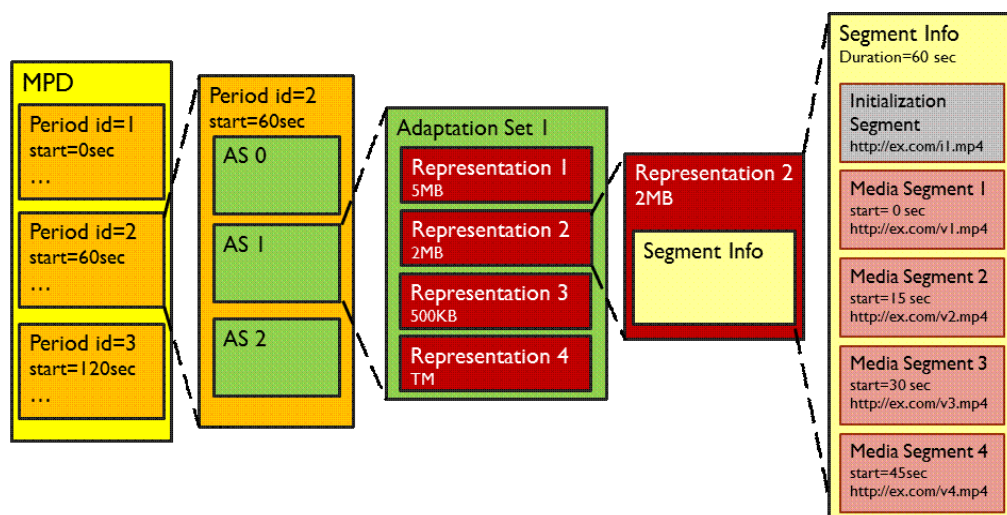 MPD
Period id=1
start=0sec
...
Period id=2
start=60sec
...
Period id=3
start=120sec
...
Period id=2
start=60sec
AS 0
AS 1
AS 2
Adaptation Set 1
Representation 1
5MB
Representation 2
2MB
Representation 3
500KB
Representation 4
TM
Representation 2
2MB
Segment Info
Segment Info
Duration=60 sec
Initialization
Segment
http://ex.com/i1.mp4
Media Segment 1
start= 0 sec
http://ex.com/v1.mp4
Media Segment 2
start=15 sec
http://ex.com/v2.mp4
Media Segment 3
start=30 sec
http://ex.com/v3.mp4
Media Segment 4
start=45sec
http://ex.com/v4.mp4